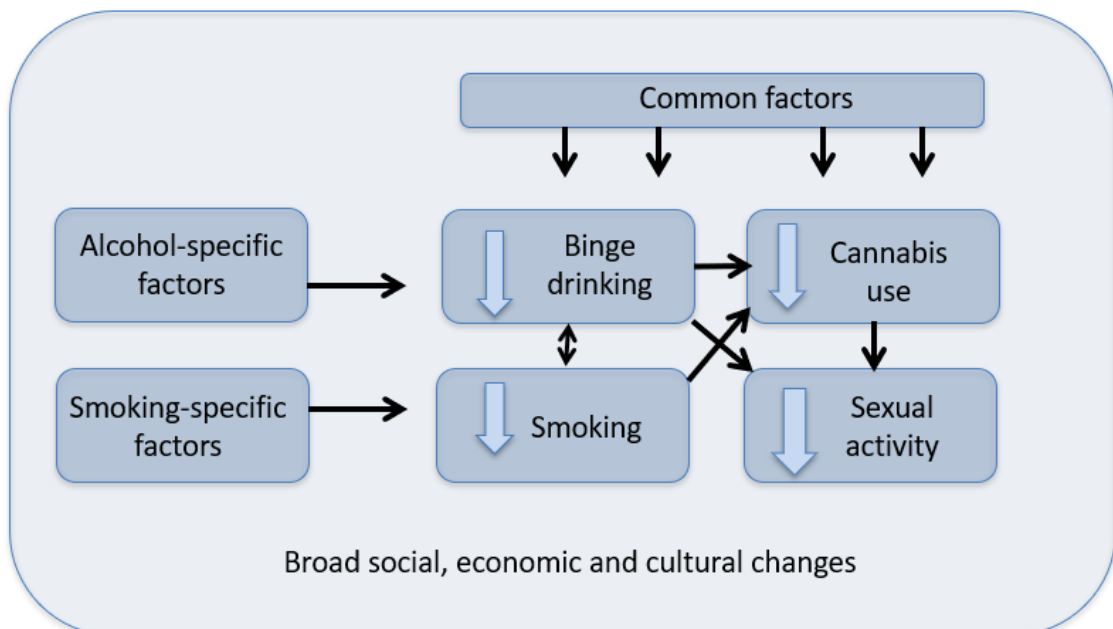 Common factors
Alcohol-specific
factors
Binge
drinking
Cannabis
use
Smoking-specific
factors
Smoking
Sexual
activity
Broad social, economic and cultural changes